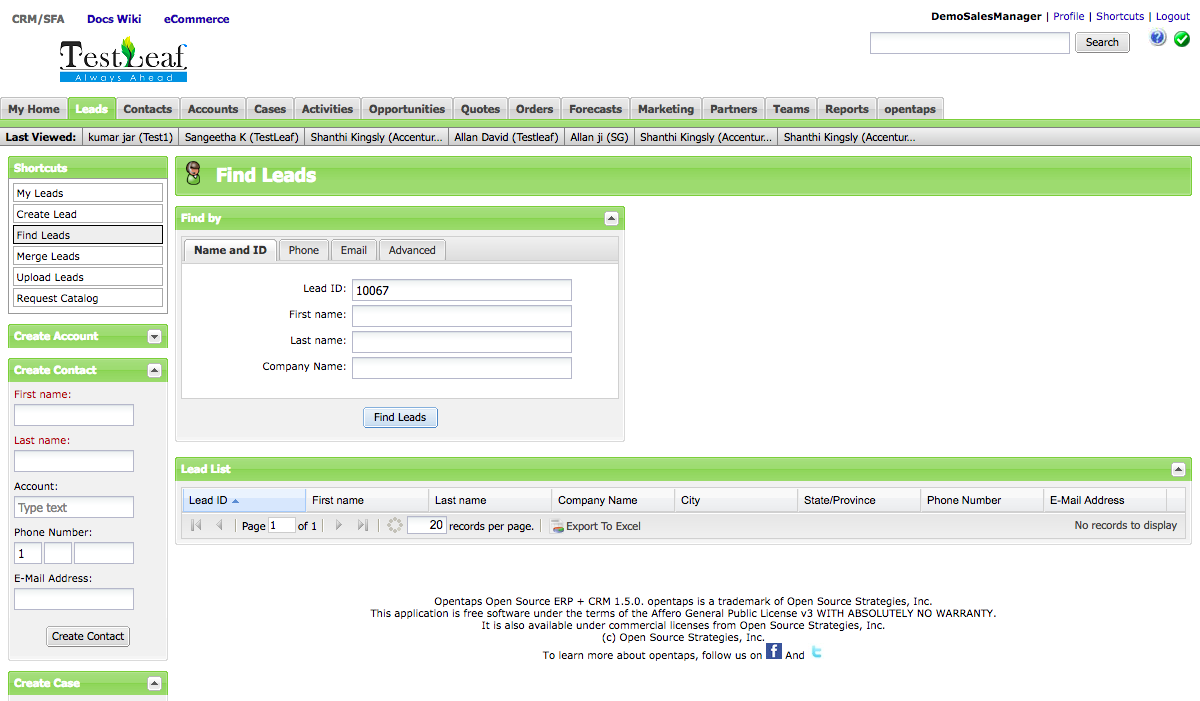 CRM/SFA Docs Wiki eCommerce
DemoSalesManager | Profile | Shortcuts | Logout
TestLeaf
Always Ahead
Search
?
My Home Leads Contacts Accounts Cases Activities Opportunities Quotes Orders Forecasts Marketing Partners Teams Reports opentaps
Last Viewed: kumar jar (Test1) Sangeetha K (TestLeaf) Shanthi Kingsly (Accentur... Allan David (Testleaf) Allan ji (SG) Shanthi Kingsly (Accentur... Shanthi Kingsly (Accentur...
Shortcuts
My Leads
Create Lead
Find Leads
Merge Leads
Upload Leads
Request Catalog
Create Account
Create Contact
First name:
Last name:
Account:
Type text
Phone Number:
1
E-Mail Address:
Create Contact
Create Case
Find Leads
Find by
Name and ID Phone Email Advanced
Lead ID: 10067
First name:
Last name:
Company Name:
Find Leads
Lead List
Lead ID First name Last name Company Name City State/Province Phone Number E-Mail Address
Page 1 of 1 20 records per page. Export To Excel No records to display
Opentaps Open Source ERP + CRM 1.5.0. opentaps is a trademark of Open Source Strategies, Inc.
This application is free software under the terms of the Affero General Public License v3 WITH ABSOLUTELY NO WARRANTY.
It is also available under commercial licenses from Open Source Strategies, Inc.
(c) Open Source Strategies, Inc.
To learn more about opentaps, follow us on f And t